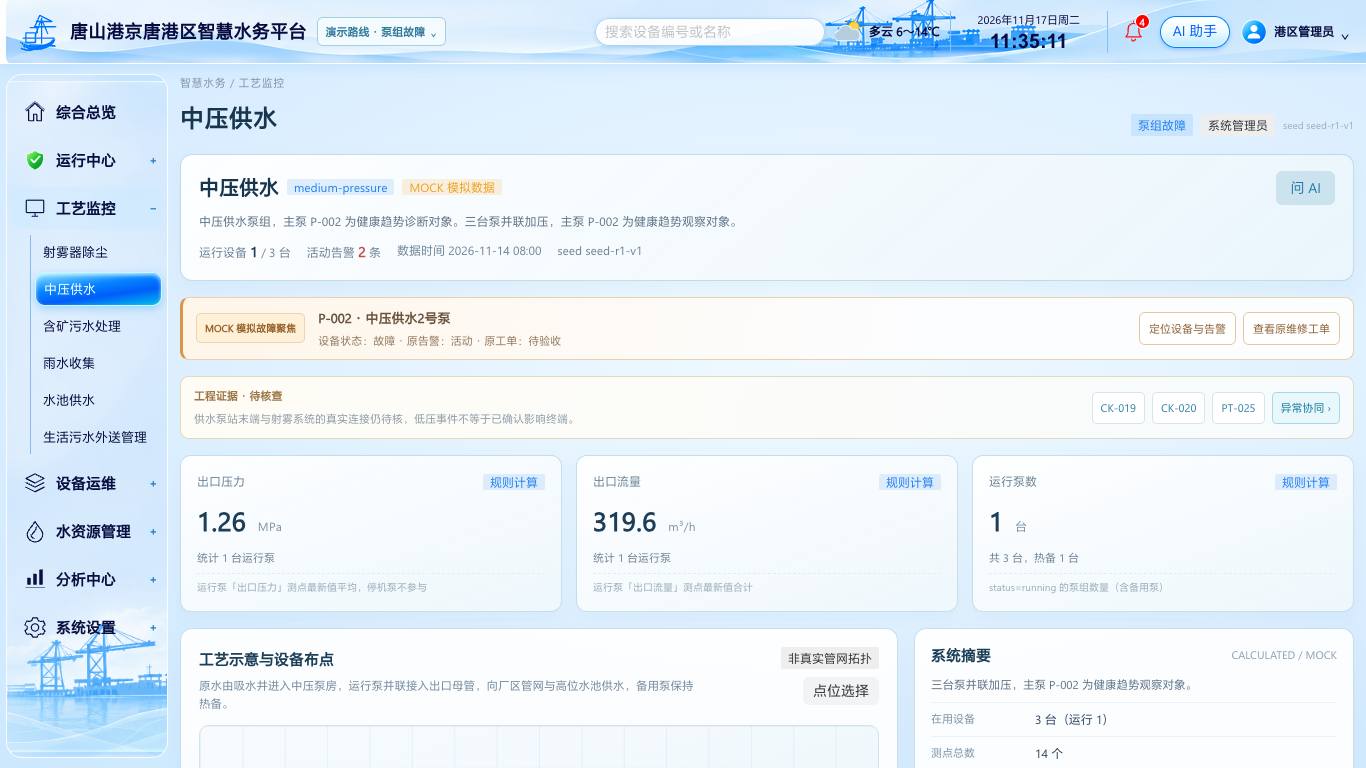 唐山港京唐港区智慧水务平台
演示路线 · 泵组故障
搜索设备编号或名称
多云 6~14℃
2026年11月17日周二
11:35:11
4
AI 助手
港区管理员
综合总览
运行中心 +
工艺监控 −
射雾器除尘
中压供水
含矿污水处理
雨水收集
水池供水
生活污水外送管理
设备运维 +
水资源管理 +
分析中心 +
系统设置 +
智慧水务 / 工艺监控
中压供水
泵组故障 系统管理员 seed seed-r1-v1
中压供水 medium-pressure MOCK 模拟数据
问 AI
中压供水泵组，主泵 P-002 为健康趋势诊断对象。三台泵并联加压，主泵 P-002 为健康趋势观察对象。
运行设备 1 / 3 台 活动告警 2 条 数据时间 2026-11-14 08:00 seed seed-r1-v1
MOCK 模拟故障聚焦
P-002 · 中压供水2号泵
设备状态：故障 · 原告警：活动 · 原工单：待验收
定位设备与告警 查看原维修工单
工程证据 · 待核查
供水泵站末端与射雾系统的真实连接仍待核，低压事件不等于已确认影响终端。
CK-019 CK-020 PT-025 异常协同 ›
出口压力 规则计算
1.26 MPa
统计 1 台运行泵
运行泵「出口压力」测点最新值平均，停机泵不参与
出口流量 规则计算
319.6 m³/h
统计 1 台运行泵
运行泵「出口流量」测点最新值合计
运行泵数 规则计算
1 台
共 3 台，热备 1 台
status=running 的泵组数量（含备用泵）
工艺示意与设备布点 非真实管网拓扑
原水由吸水井进入中压泵房，运行泵并联接入出口母管，向厂区管网与高位水池供水，备用泵保持
热备。
点位选择
系统摘要 CALCULATED / MOCK
三台泵并联加压，主泵 P-002 为健康趋势观察对象。
在用设备 3 台（运行 1）
测点总数 14 个